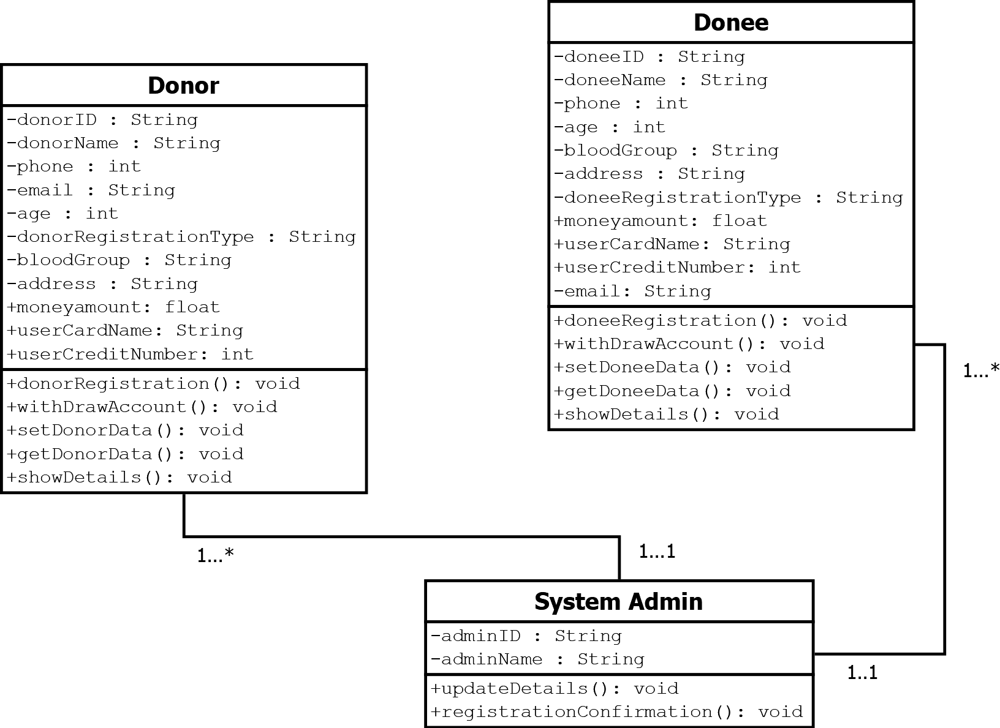 Donor
-donorID : String
-donorName : String
-phone : int
-email : String
-age : int
-donorRegistrationType : String
-bloodGroup : String
-address : String
+moneyamount: float
+userCardName: String
+userCreditNumber: int
+donorRegistration(): void
+withDrawAccount(): void
+setDonorData(): void
+getDonorData(): void
+showDetails(): void
Donee
-doneeID : String
-doneeName : String
-phone : int
-age : int
-bloodGroup : String
-address : String
-doneeRegistrationType : String
+moneyamount: float
+userCardName: String
+userCreditNumber: int
-email: String
+doneeRegistration(): void
+withDrawAccount(): void
+setDoneeData(): void
+getDoneeData(): void
+showDetails(): void
1...*
1...*
1...1
System Admin
-adminID : String
-adminName : String
+updateDetails(): void
+registrationConfirmation(): void
1..1